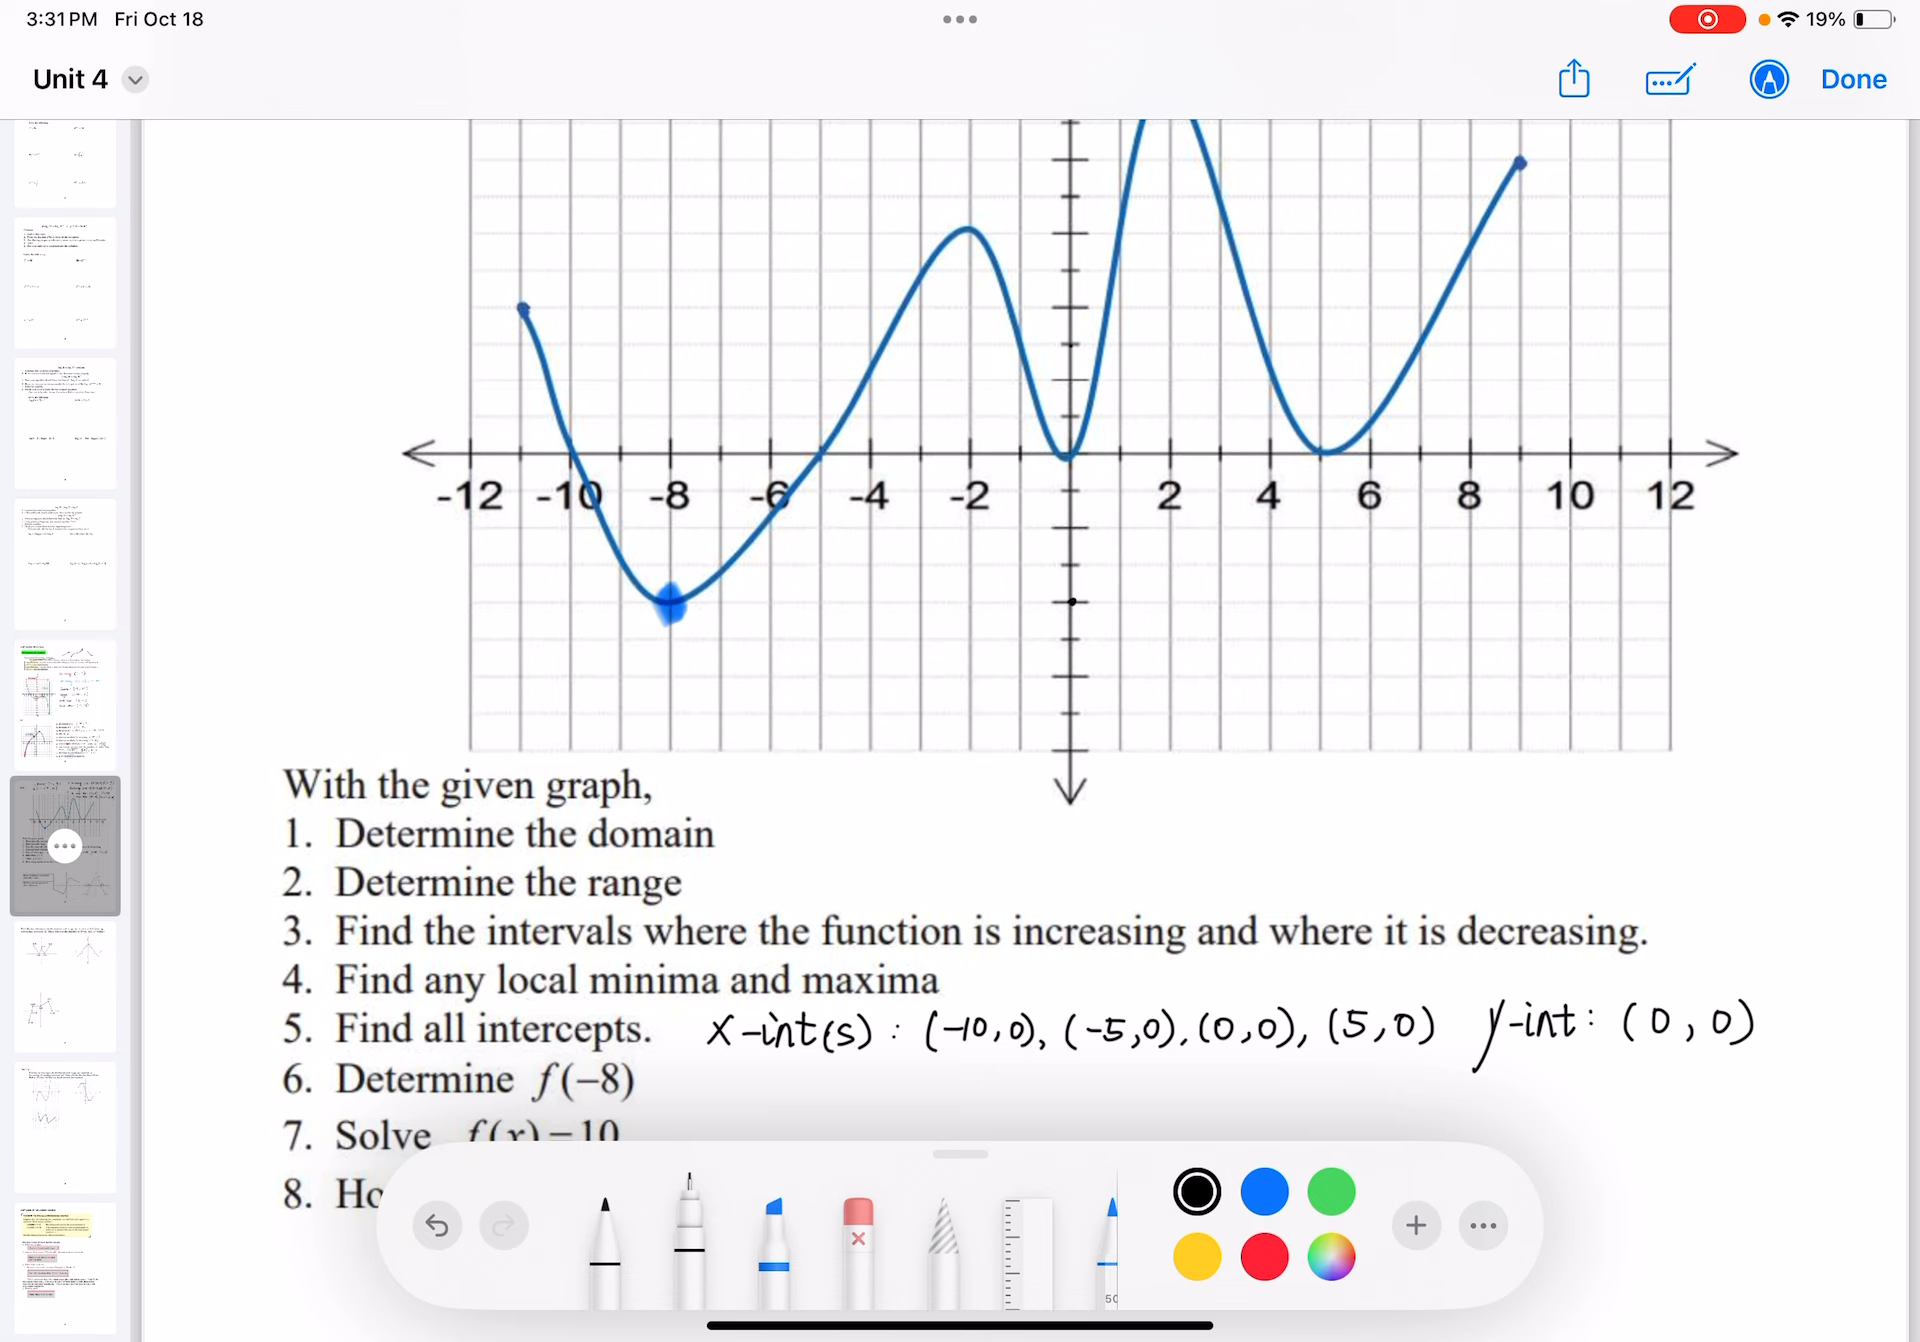 3:31 PM Fri Oct 18
19%
Unit 4
Done
-12 -10 -8 -6 -4 -2 2 4 6 8 10 12
With the given graph,
1. Determine the domain
2. Determine the range
3. Find the intervals where the function is increasing and where it is decreasing.
4. Find any local minima and maxima
5. Find all intercepts. x-int(s) : (-10,0), (-5,0), (0,0), (5,0) y-int: (0,0)
6. Determine f(−8)
7. Solve f(x)
8.
50